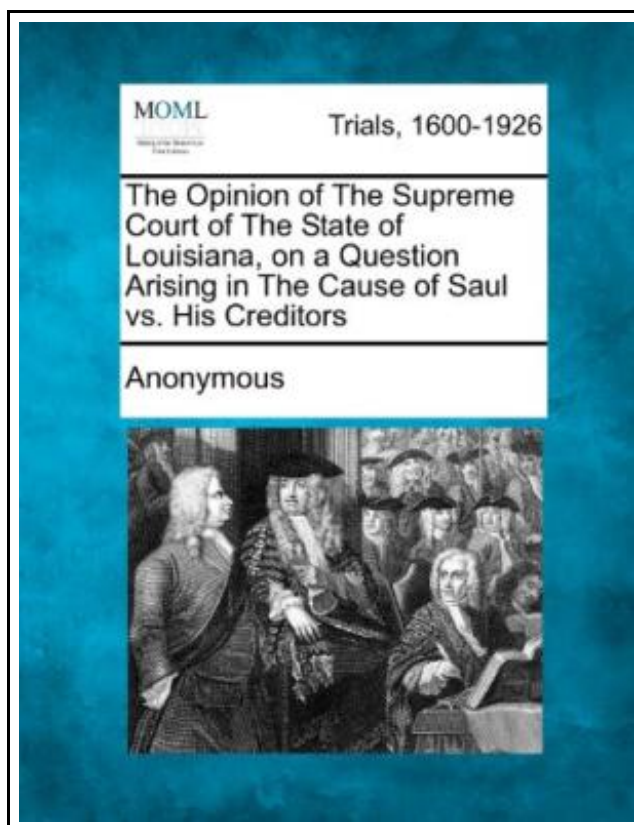 MOML
Trials, 1600-1926
The Opinion of The Supreme
Court of The State of
Louisiana, on a Question
Arising in The Cause of Saul
vs. His Creditors
Anonymous